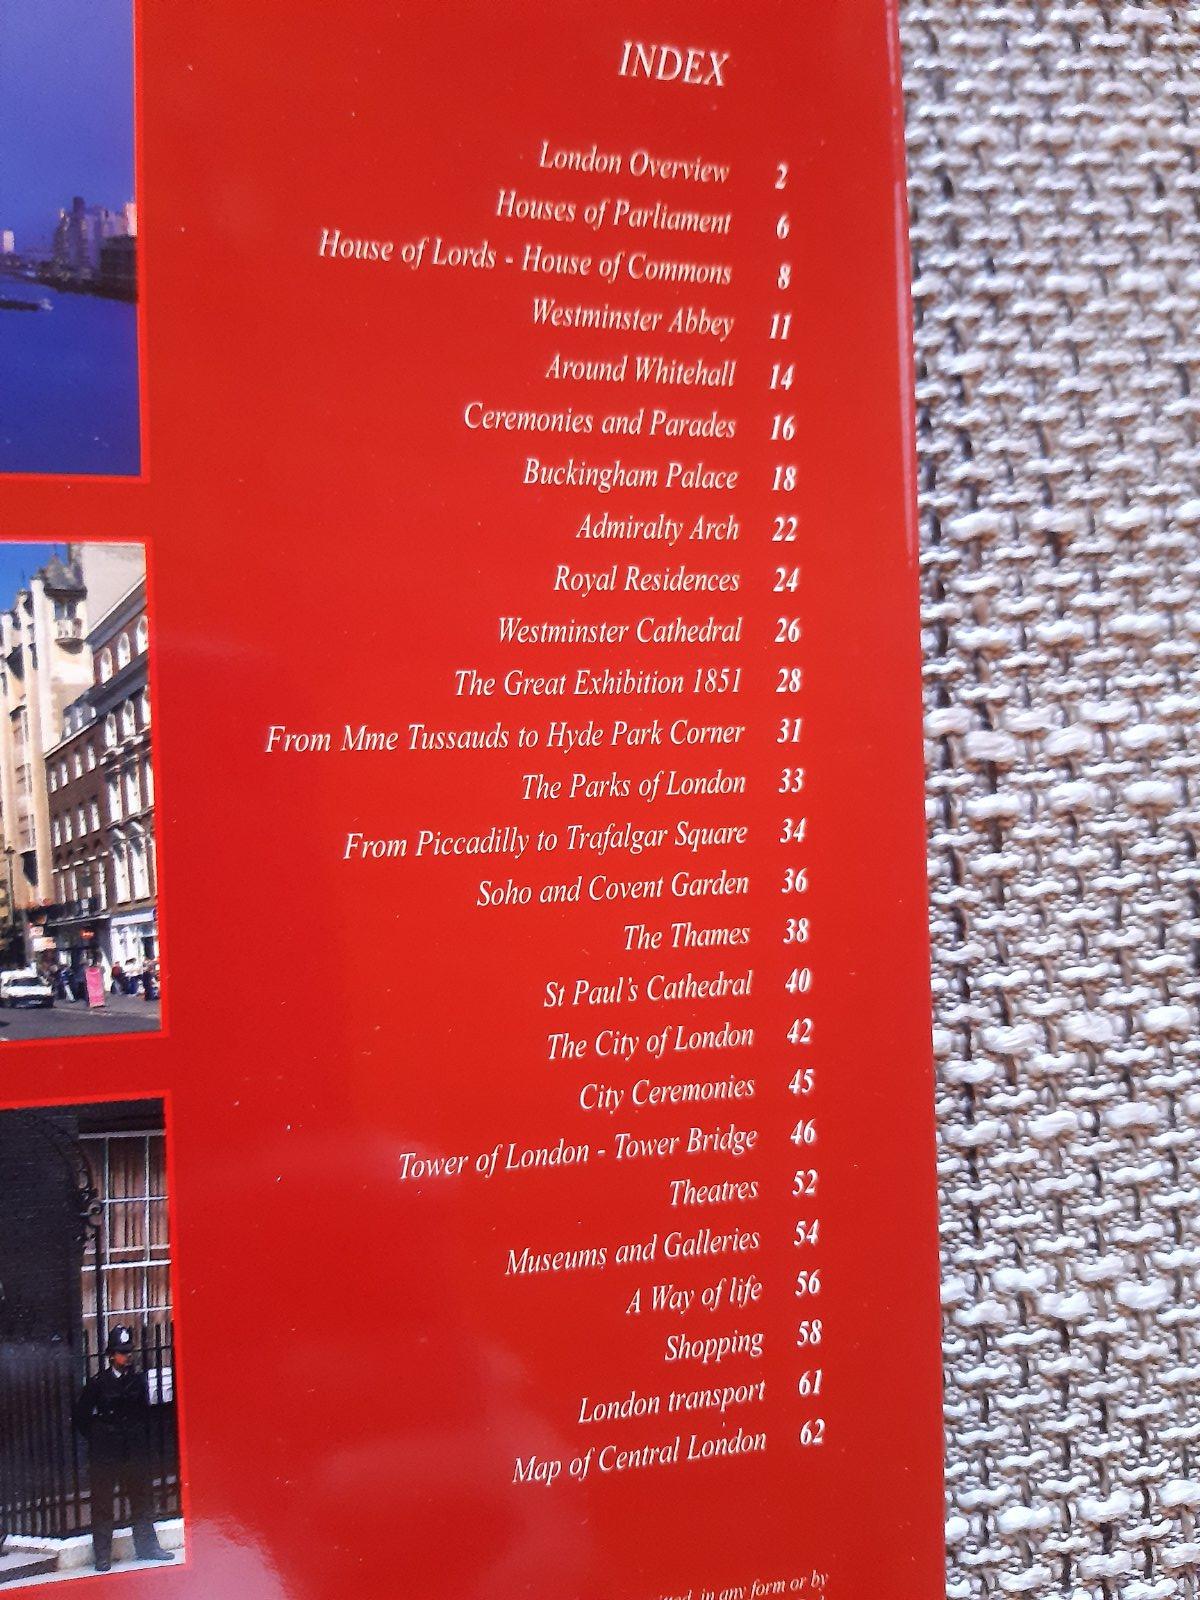 INDEX
London Overview 2
Houses of Parliament 6
House of Lords - House of Commons 8
Westminster Abbey 11
Around Whitehall 14
Ceremonies and Parades 16
Buckingham Palace 18
Admiralty Arch 22
Royal Residences 24
Westminster Cathedral 26
The Great Exhibition 1851 28
From Mme Tussauds to Hyde Park Corner 31
The Parks of London 33
From Piccadilly to Trafalgar Square 34
Soho and Covent Garden 36
The Thames 38
St Paul's Cathedral 40
The City of London 42
City Ceremonies 45
Tower of London - Tower Bridge 46
Theatres 52
Museums and Galleries 54
A Way of life 56
Shopping 58
London transport 61
Map of Central London 62
in any form or by